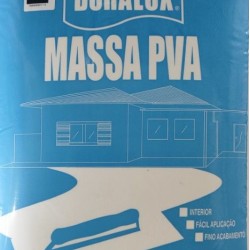 DURALUX®
MASSA PVA
INTERIOR
FÁCIL APLICAÇÃO
FINO ACABAMENTO